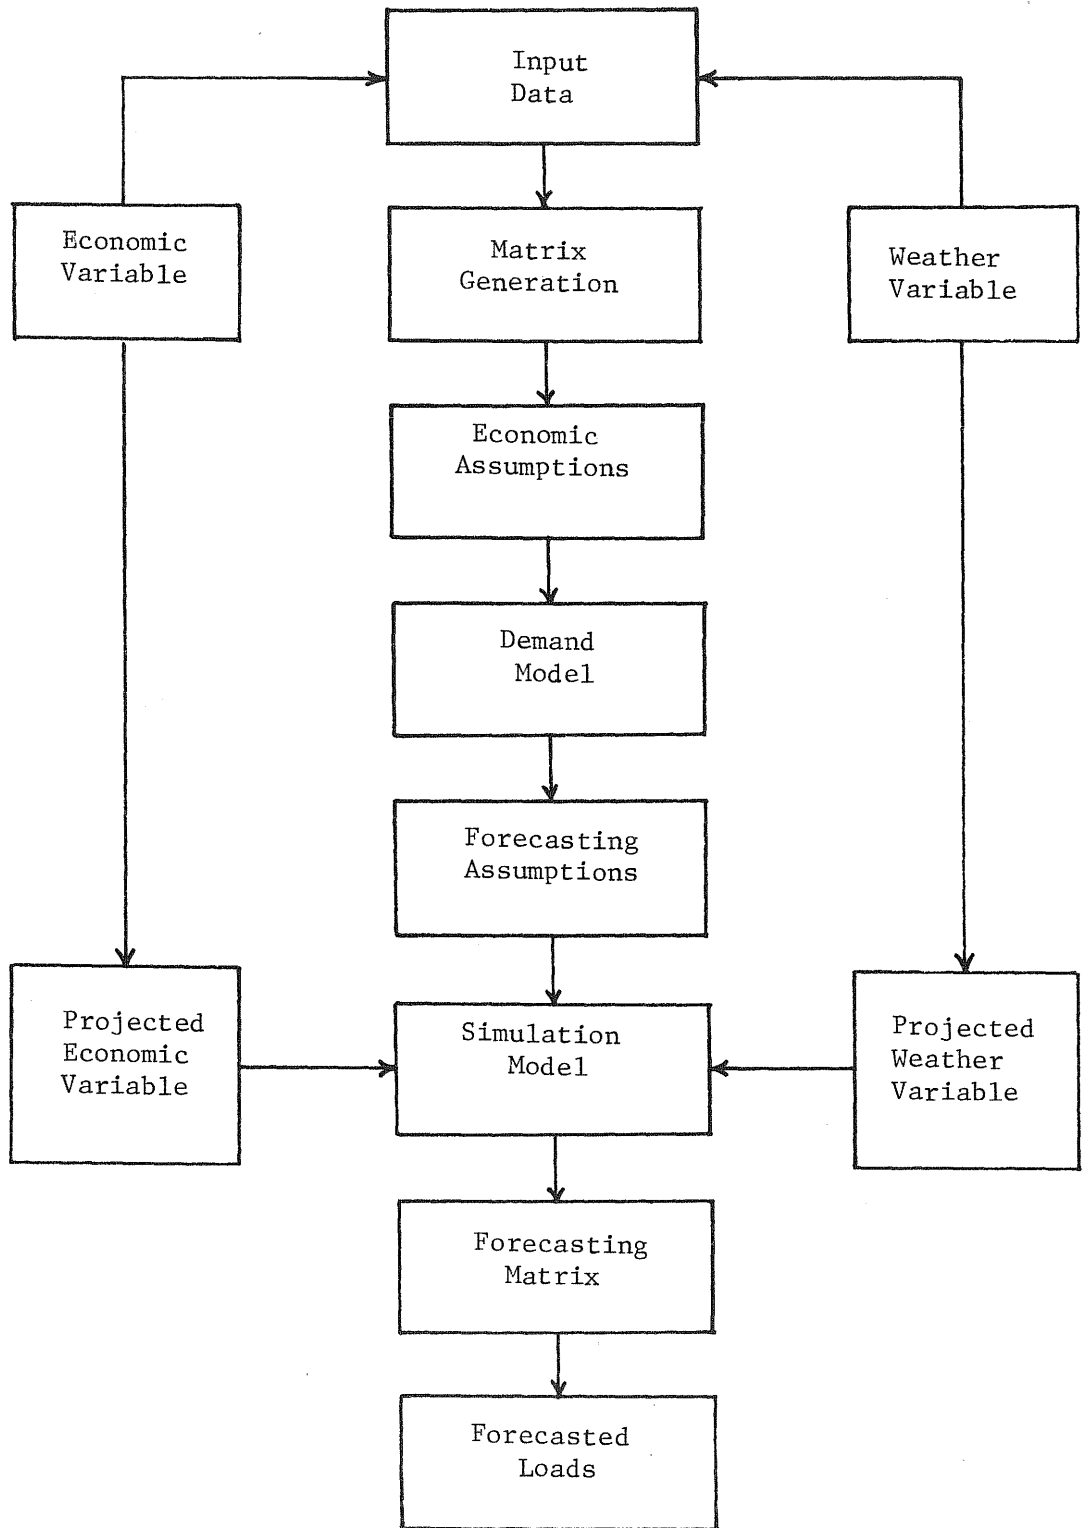 Input
Data
Economic
Variable
Matrix
Generation
Weather
Variable
Economic
Assumptions
Demand
Model
Forecasting
Assumptions
Projected
Economic
Variable
Simulation
Model
Projected
Weather
Variable
Forecasting
Matrix
Forecasted
Loads